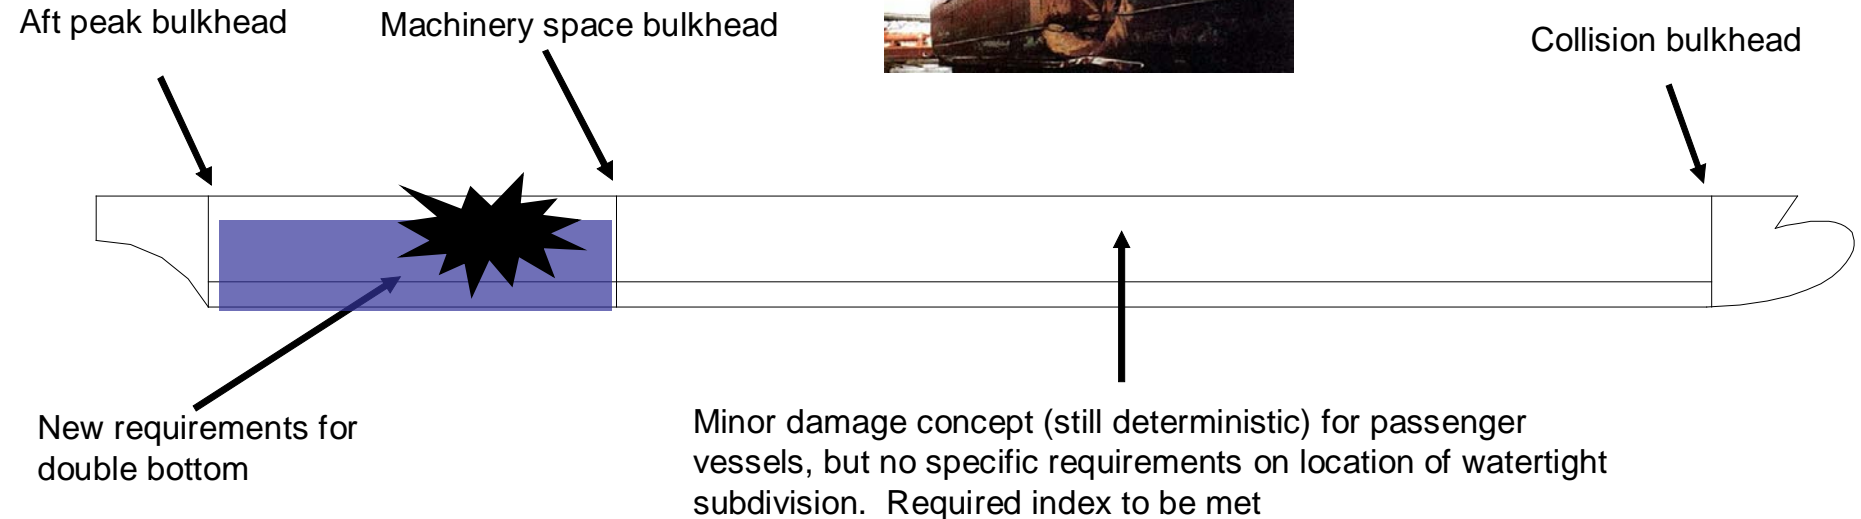 Aft peak bulkhead
Machinery space bulkhead
Collision bulkhead
New requirements for
double bottom
Minor damage concept (still deterministic) for passenger
vessels, but no specific requirements on location of watertight
subdivision.  Required index to be met